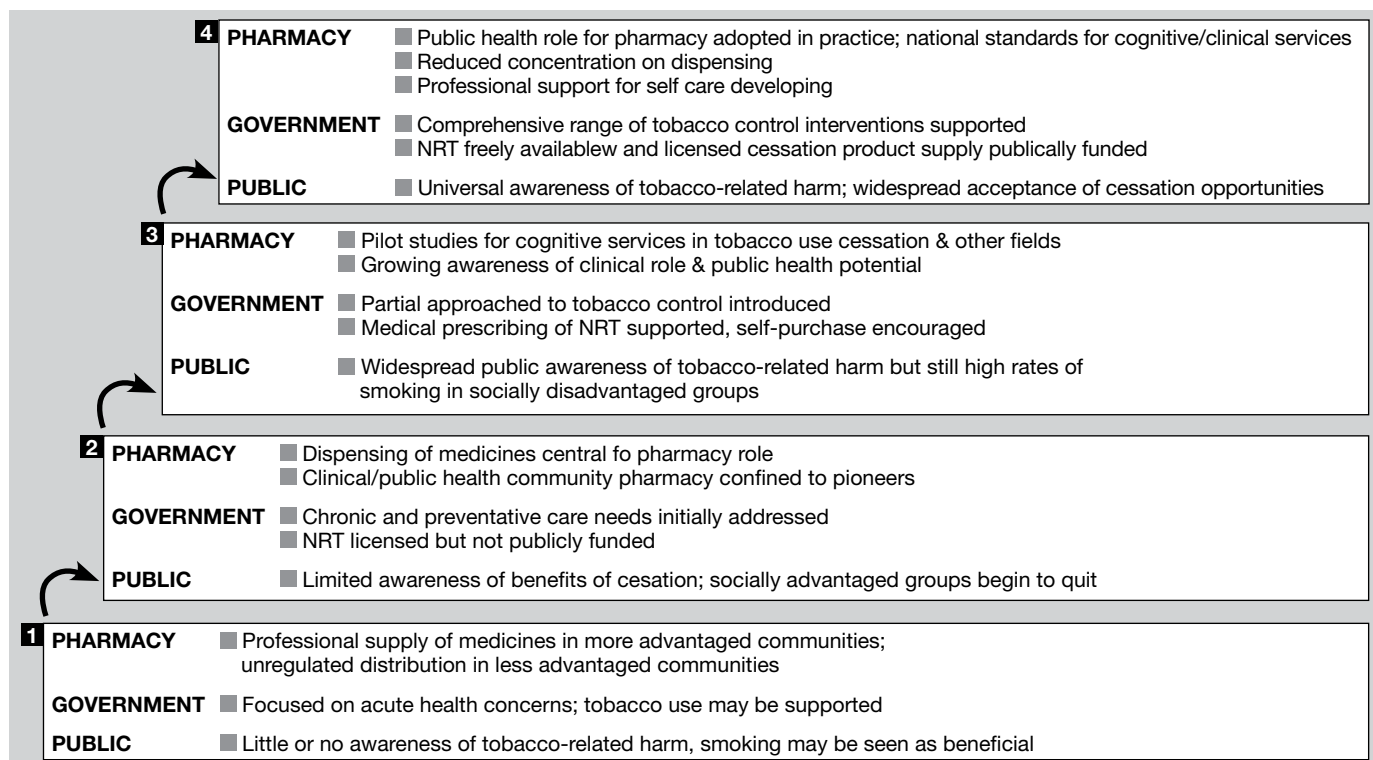 4 PHARMACY ■ Public health role for pharmacy adopted in practice; national standards for cognitive/clinical services
■ Reduced concentration on dispensing
■ Professional support for self care developing
GOVERNMENT ■ Comprehensive range of tobacco control interventions supported
■ NRT freely availablew and licensed cessation product supply publically funded
PUBLIC ■ Universal awareness of tobacco-related harm; widespread acceptance of cessation opportunities
3 PHARMACY ■ Pilot studies for cognitive services in tobacco use cessation & other fields
■ Growing awareness of clinical role & public health potential
GOVERNMENT ■ Partial approached to tobacco control introduced
■ Medical prescribing of NRT supported, self-purchase encouraged
PUBLIC ■ Widespread public awareness of tobacco-related harm but still high rates of
smoking in socially disadvantaged groups
2 PHARMACY ■ Dispensing of medicines central fo pharmacy role
■ Clinical/public health community pharmacy confined to pioneers
GOVERNMENT ■ Chronic and preventative care needs initially addressed
■ NRT licensed but not publicly funded
PUBLIC ■ Limited awareness of benefits of cesation; socially advantaged groups begin to quit
1 PHARMACY ■ Professional supply of medicines in more advantaged communities;
unregulated distribution in less advantaged communities
GOVERNMENT ■ Focused on acute health concerns; tobacco use may be supported
PUBLIC ■ Little or no awareness of tobacco-related harm, smoking may be seen as beneficial